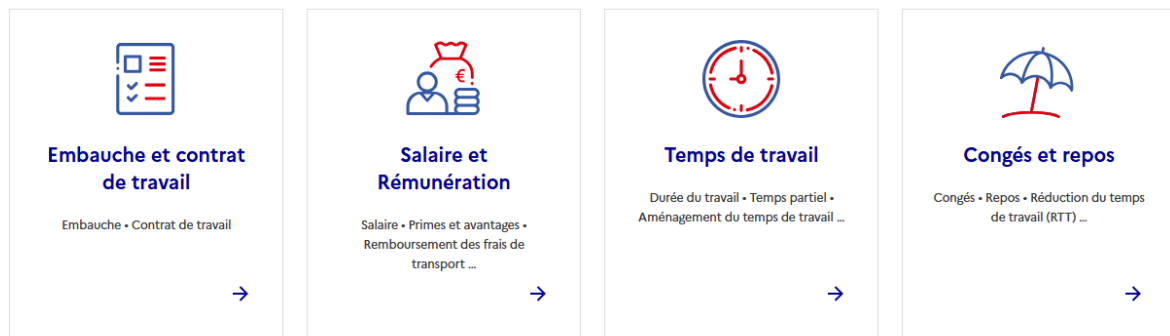 Embauche et contrat
de travail
Embauche • Contrat de travail
€
Salaire et
Rémunération
Salaire • Primes et avantages •
Remboursement des frais de
transport ...
Temps de travail
Durée du travail • Temps partiel •
Aménagement du temps de travail ...
Congés et repos
Congés • Repos • Réduction du temps
de travail (RTT) ...